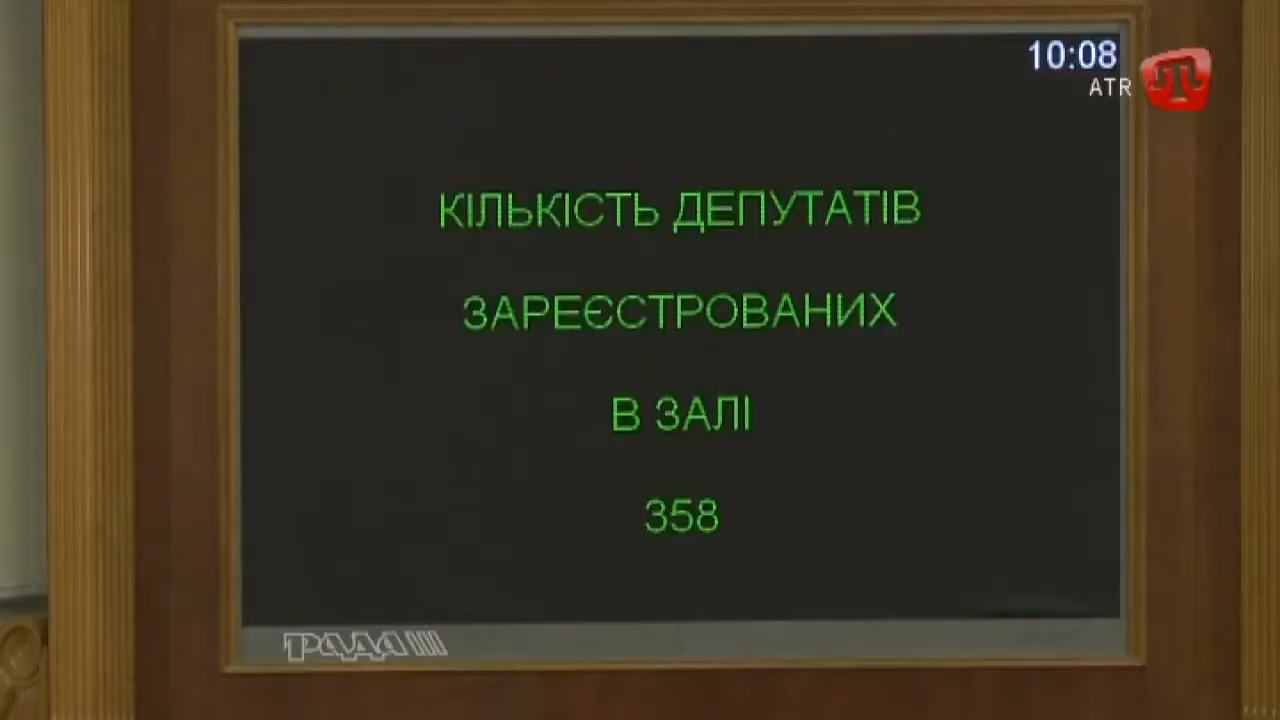 10:08
ATR
КІЛЬКІСТЬ ДЕПУТАТІВ
ЗАРЕЄСТРОВАНИХ
В ЗАЛІ
358
РАДА